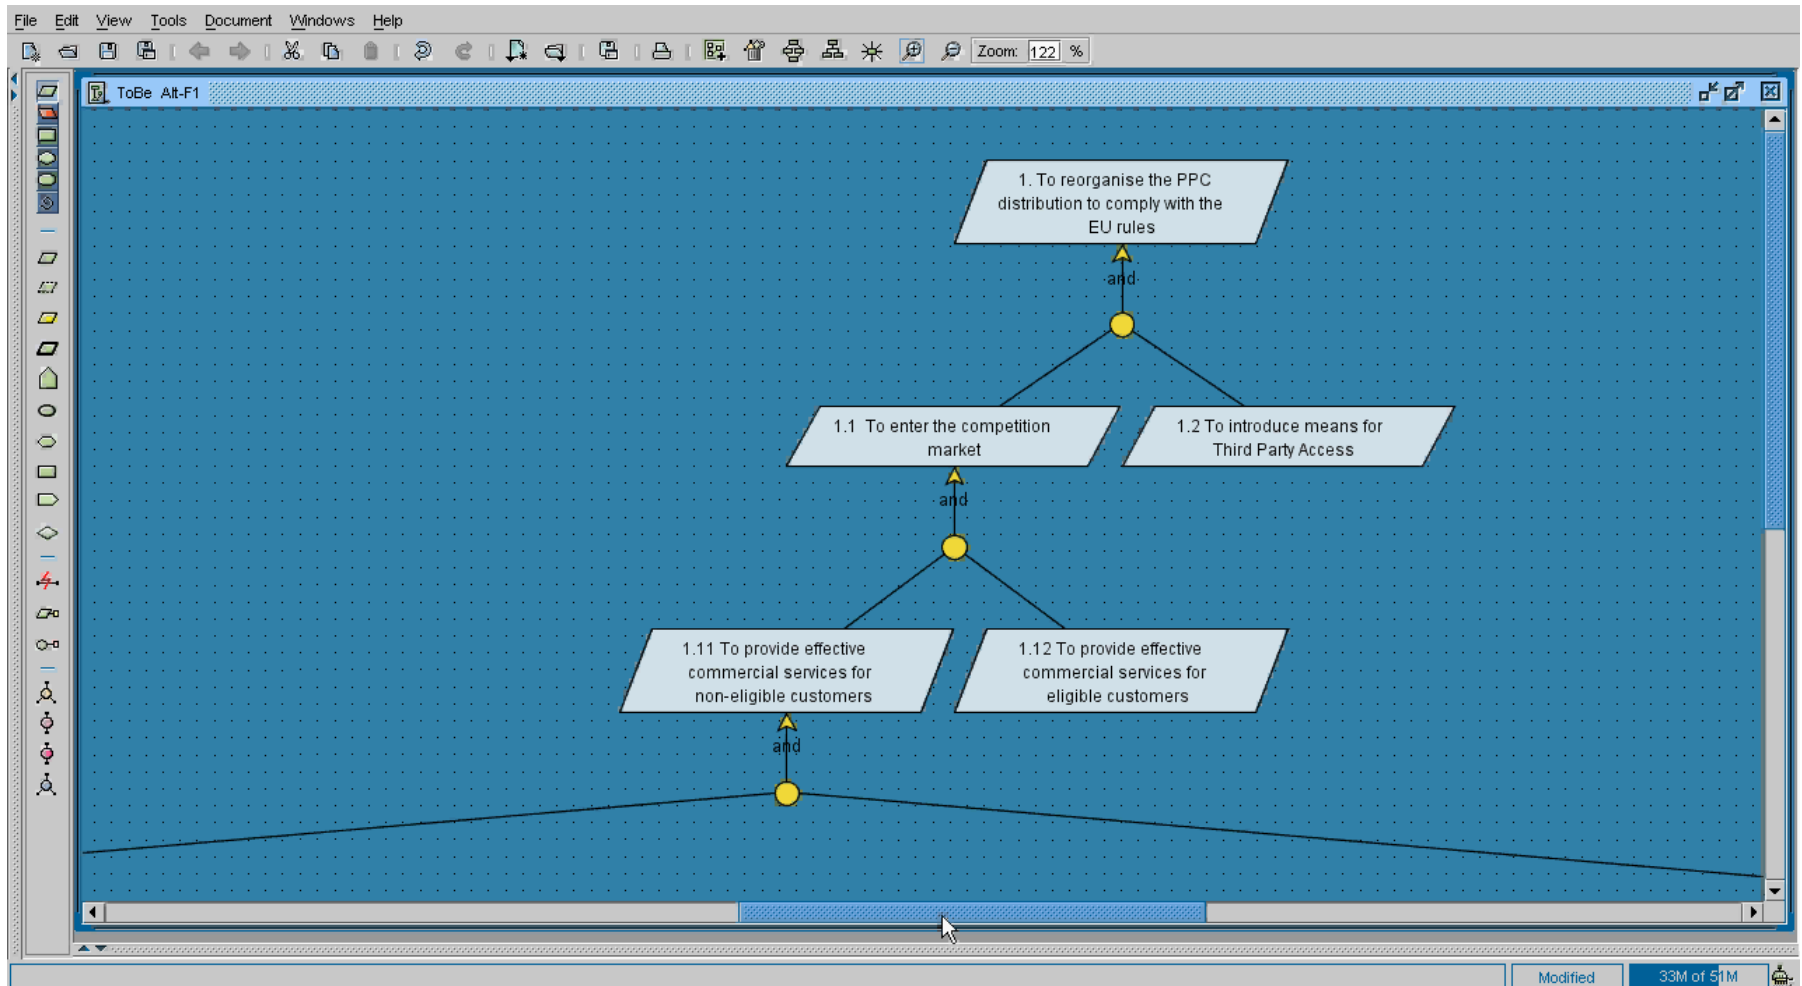 File Edit View Tools Document Windows Help
Zoom: 122 %
ToBe Alt-F1
1. To reorganise the PPC
distribution to comply with the
EU rules
and
1.1 To enter the competition
market
1.2 To introduce means for
Third Party Access
and
1.11 To provide effective
commercial services for
non-eligible customers
1.12 To provide effective
commercial services for
eligible customers
and
Modified
33M of 51M